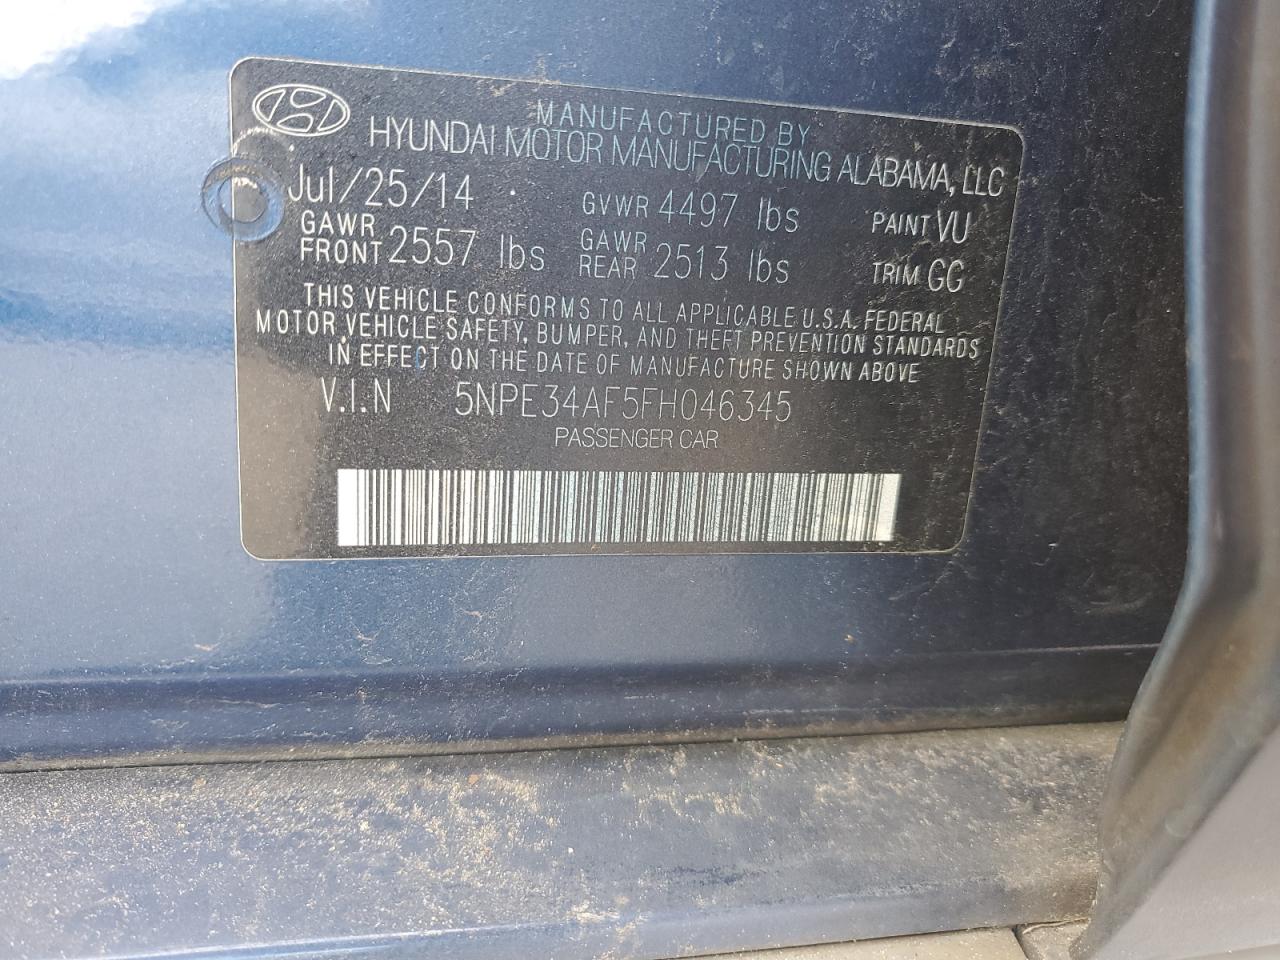 MANUFACTURED BY
HYUNDAI MOTOR MANUFACTURING ALABAMA, LLC
Jul/25/14 GVWR 4497 lbs PAINT VU
GAWR FRONT 2557 lbs GAWR REAR 2513 lbs TRIM GG
THIS VEHICLE CONFORMS TO ALL APPLICABLE U.S.A. FEDERAL
MOTOR VEHICLE SAFETY, BUMPER, AND THEFT PREVENTION STANDARDS
IN EFFECT ON THE DATE OF MANUFACTURE SHOWN ABOVE
V.I.N 5NPE34AF5FH046345
PASSENGER CAR